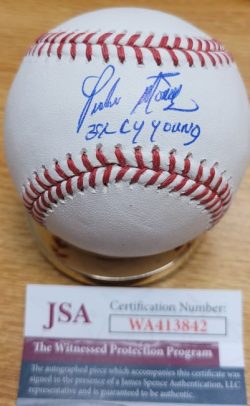 Pedro
3X CY YOUNG
JSA
Certification Number:
WA413842
The Witnessed Protection Program
The autographed piece which accompanies this certificate was
signed in the presence of a James Spence Authentication, LLC
representative and is guaranteed to be authentic.